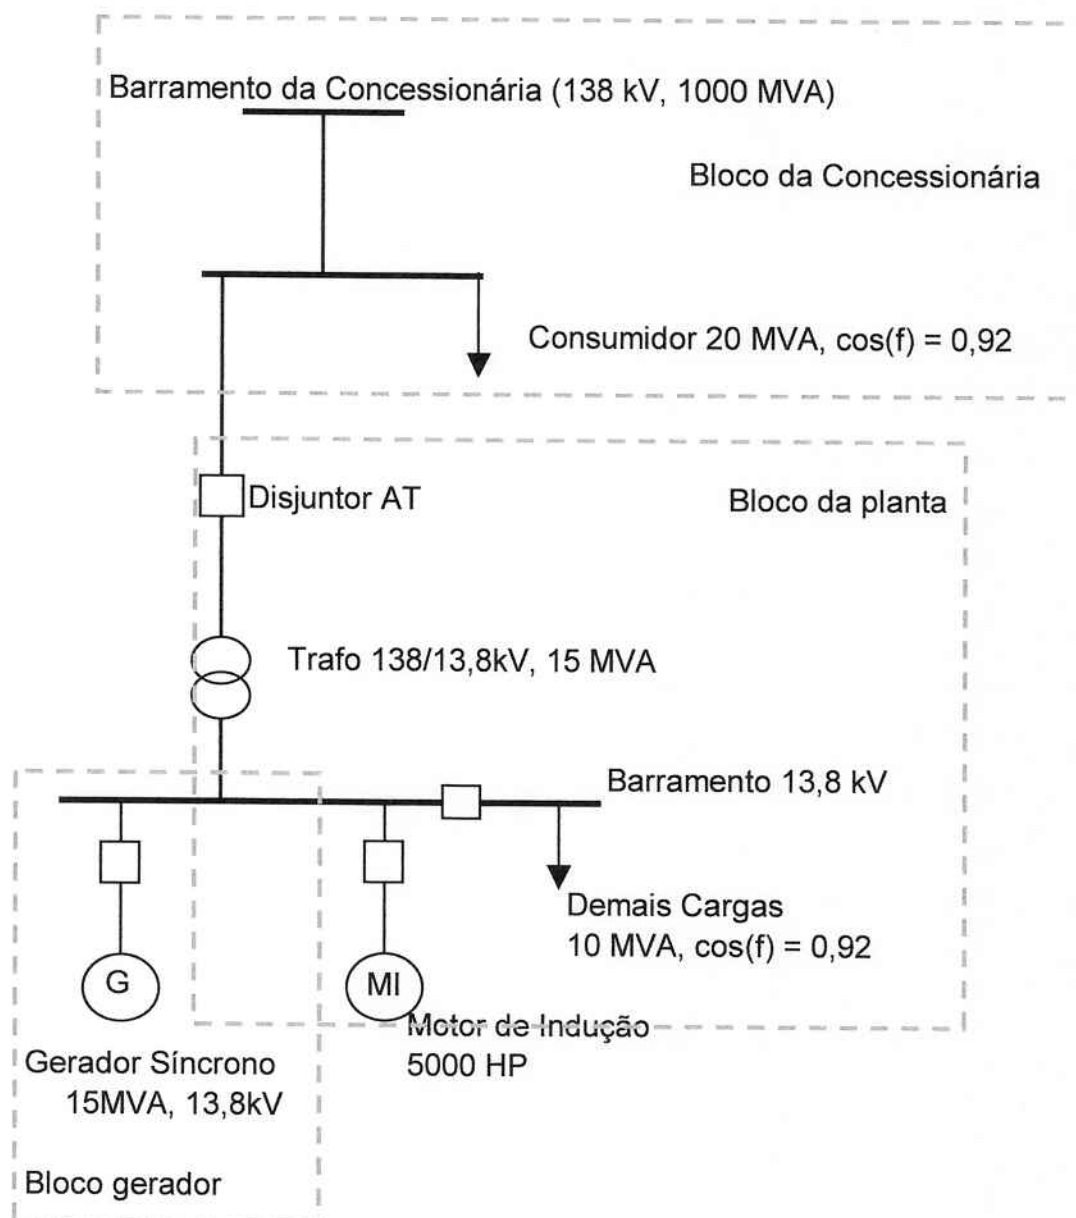 Barramento da Concessionária (138 kV, 1000 MVA)
Bloco da Concessionária
Consumidor 20 MVA, cos(f) = 0,92
Disjuntor AT
Bloco da planta
Trafo 138/13,8kV, 15 MVA
Barramento 13,8 kV
Demais Cargas
10 MVA, cos(f) = 0,92
G
MI
Motor de Indução
5000 HP
Gerador Síncrono
15MVA, 13,8kV
Bloco gerador